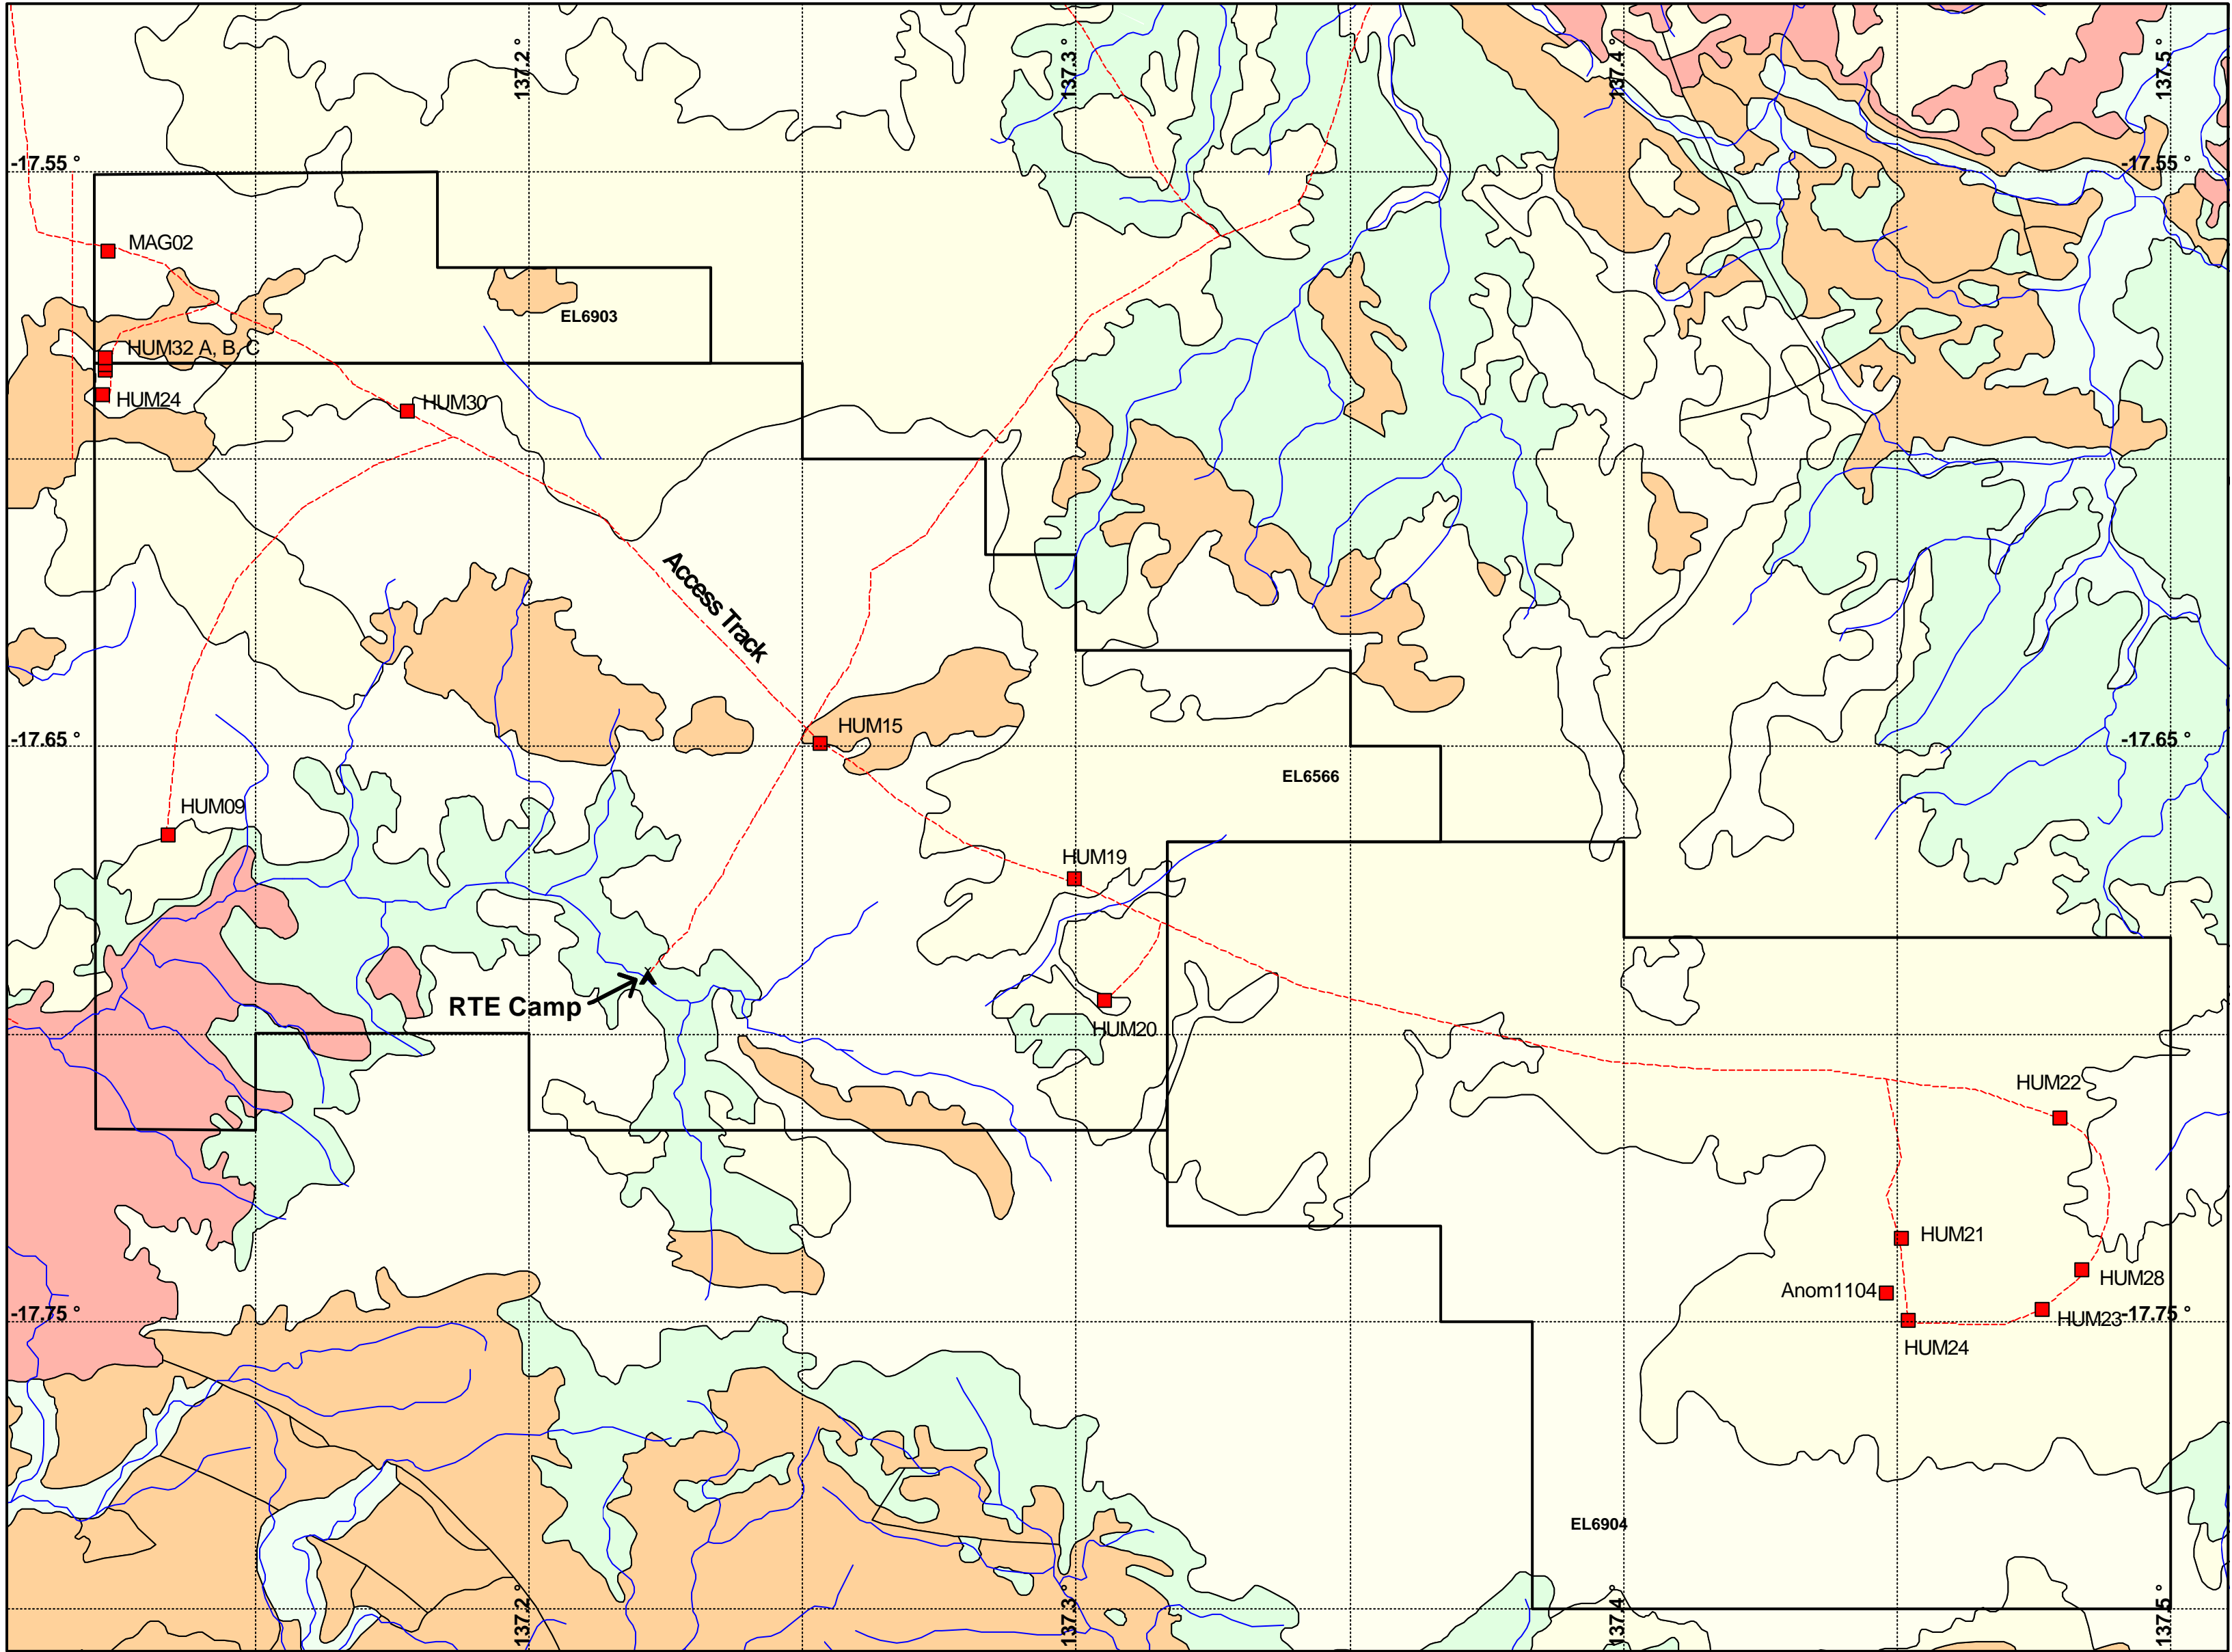 137.2 °
137.3 °
137.4 °
137.5 °
-17.55 °
-17.55 °
MAG02
EL6903
HUM32 A, B, C
HUM24
HUM30
Access Track
HUM15
-17.65 °
-17.65 °
EL6566
HUM09
HUM19
RTE Camp
HUM20
HUM22
HUM21
HUM28
Anom1104
-17.75 °
HUM23
-17.75 °
HUM24
EL6904
137.2 °
137.3 °
137.4 °
137.5 °